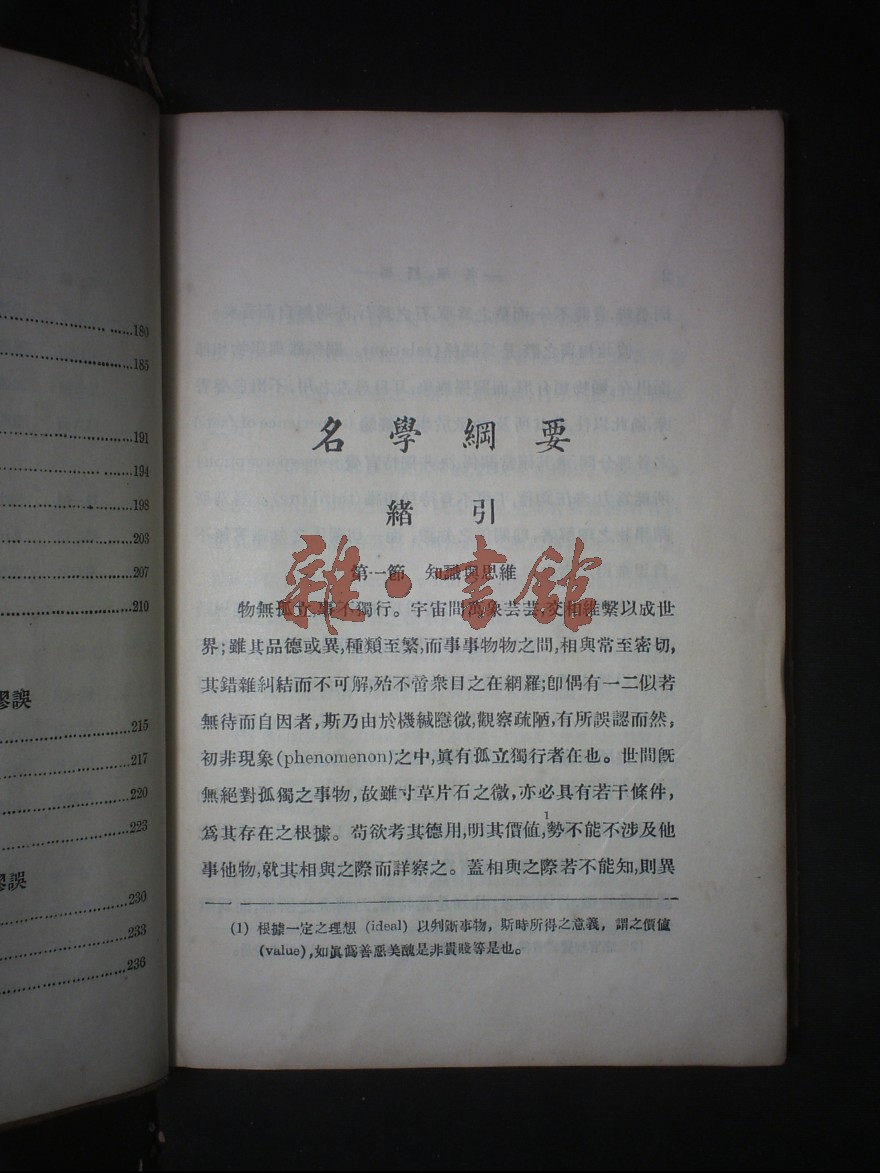 180
185
191
194
198
203
207
210
謬誤
215
217
220
223
謬誤
230
233
236
名學綱要
緒引
第一節 知識與思維
物無孤立,事不獨行。宇宙間萬象芸芸,交相維繫以成世
界;雖其品德或異,種類至繁,而事事物物之間,相與常至密切,
其錯雜糾結而不可解,殆不啻衆目之在網羅;卽偶有一二似若
無待而自因者,斯乃由於機緘隱微,觀察疏陋,有所誤認而然,
初非現象(phenomenon)之中,眞有孤立獨行者在也。世間旣
無絕對孤獨之事物,故雖寸草片石之微,亦必具有若干條件,
爲其存在之根據。苟欲考其德用,明其價値,1勢不能不涉及他
事他物,就其相與之際而詳察之。蓋相與之際若不能知,則異
(1) 根據一定之理想 (ideal) 以判斷事物,斯時所得之意義,謂之價値
(value),如眞僞善惡美醜是非貴賤等是也。
雜·書館